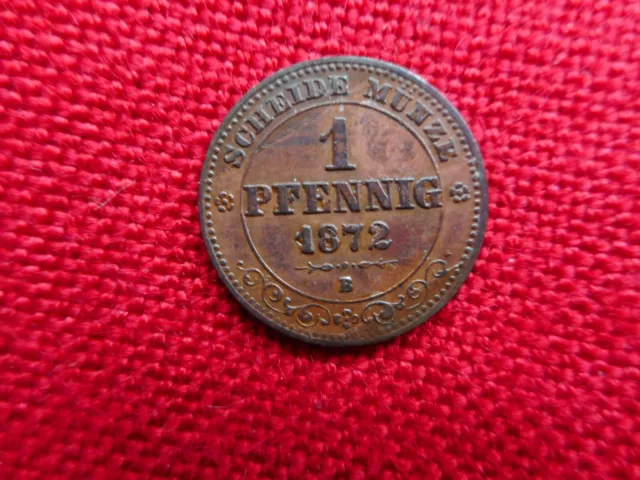 SCHEIDE MÜNZE
1
PFENNIG
1872
B